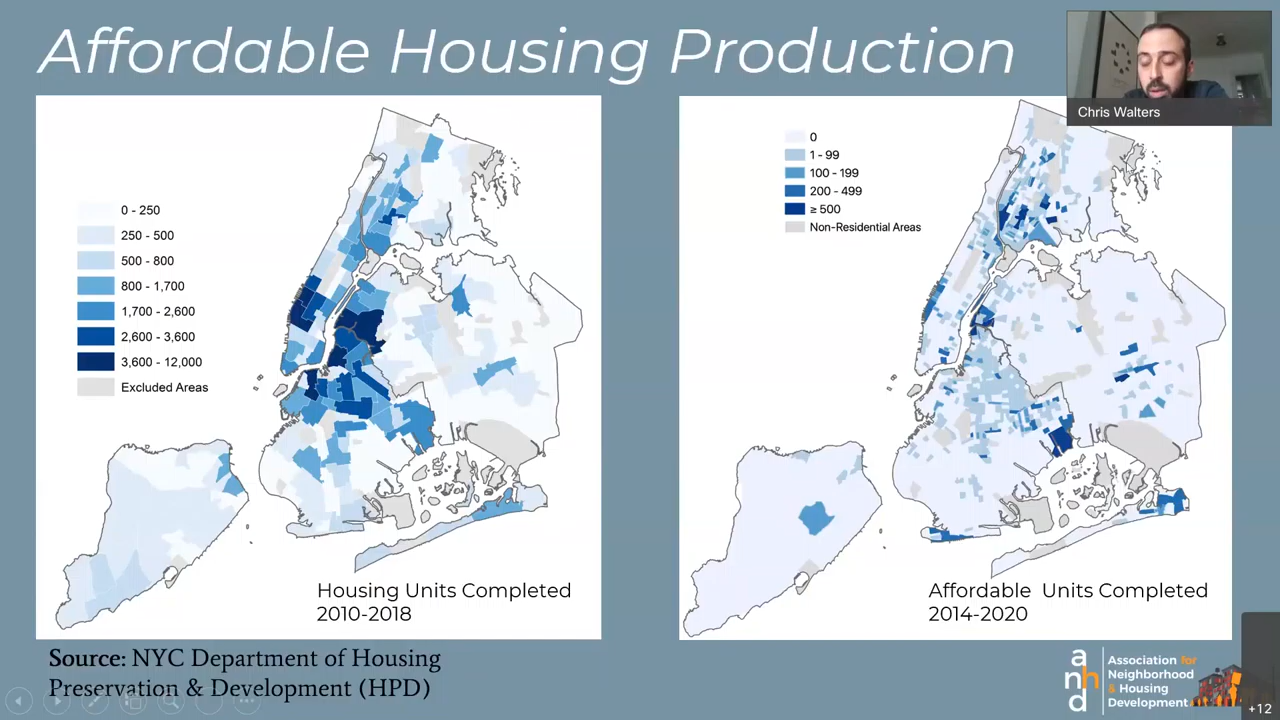 Affordable Housing Production
Chris Walters
0 - 250
250 - 500
500 - 800
800 - 1,700
1,700 - 2,600
2,600 - 3,600
3,600 - 12,000
Excluded Areas
Housing Units Completed
2010-2018
0
1 - 99
100 - 199
200 - 499
≥ 500
Non-Residential Areas
Affordable Units Completed
2014-2020
Source: NYC Department of Housing
Preservation & Development (HPD)
a
nh
d
Association for
Neighborhood
& Housing
Development
+12